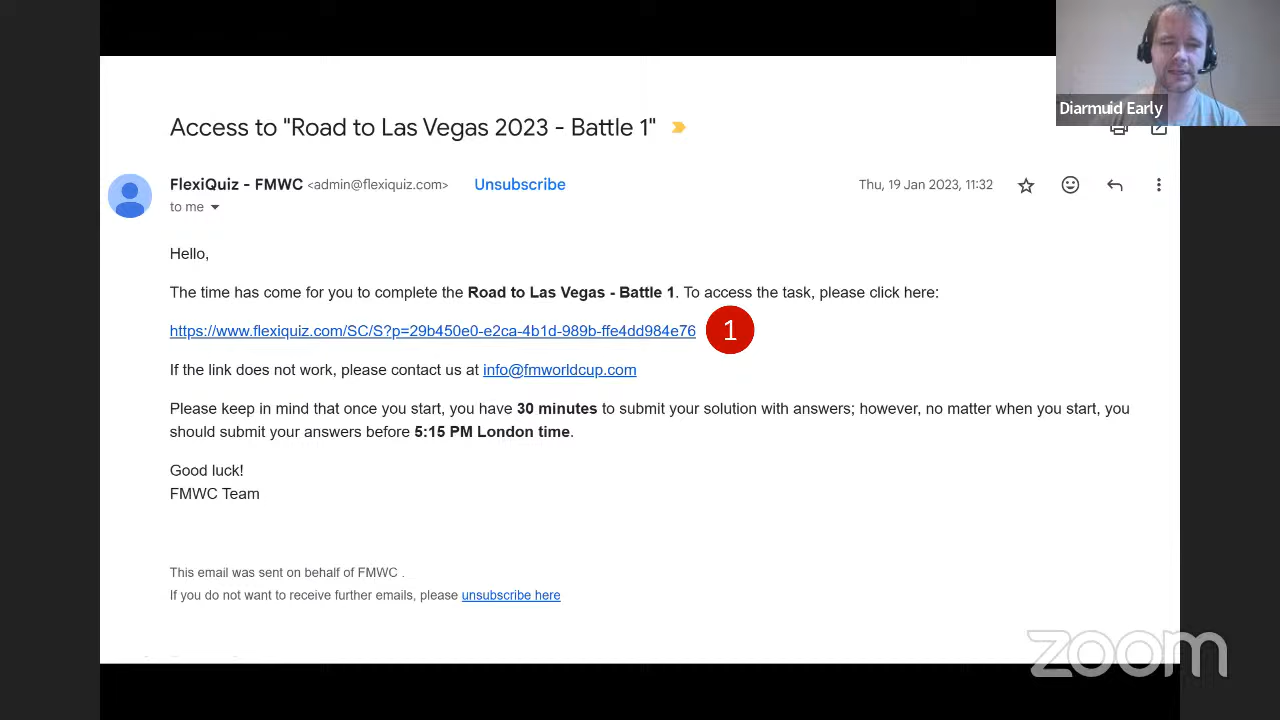 Diarmuid Early
Access to "Road to Las Vegas 2023 - Battle 1"
FlexiQuiz - FMWC <admin@flexiquiz.com> Unsubscribe Thu, 19 Jan 2023, 11:32
to me
Hello,
The time has come for you to complete the Road to Las Vegas - Battle 1. To access the task, please click here:
https://www.flexiquiz.com/SC/S?p=29b450e0-e2ca-4b1d-989b-ffe4dd984e76 1
If the link does not work, please contact us at info@fmworldcup.com
Please keep in mind that once you start, you have 30 minutes to submit your solution with answers; however, no matter when you start, you
should submit your answers before 5:15 PM London time.
Good luck!
FMWC Team
This email was sent on behalf of FMWC .
If you do not want to receive further emails, please unsubscribe here
zoom